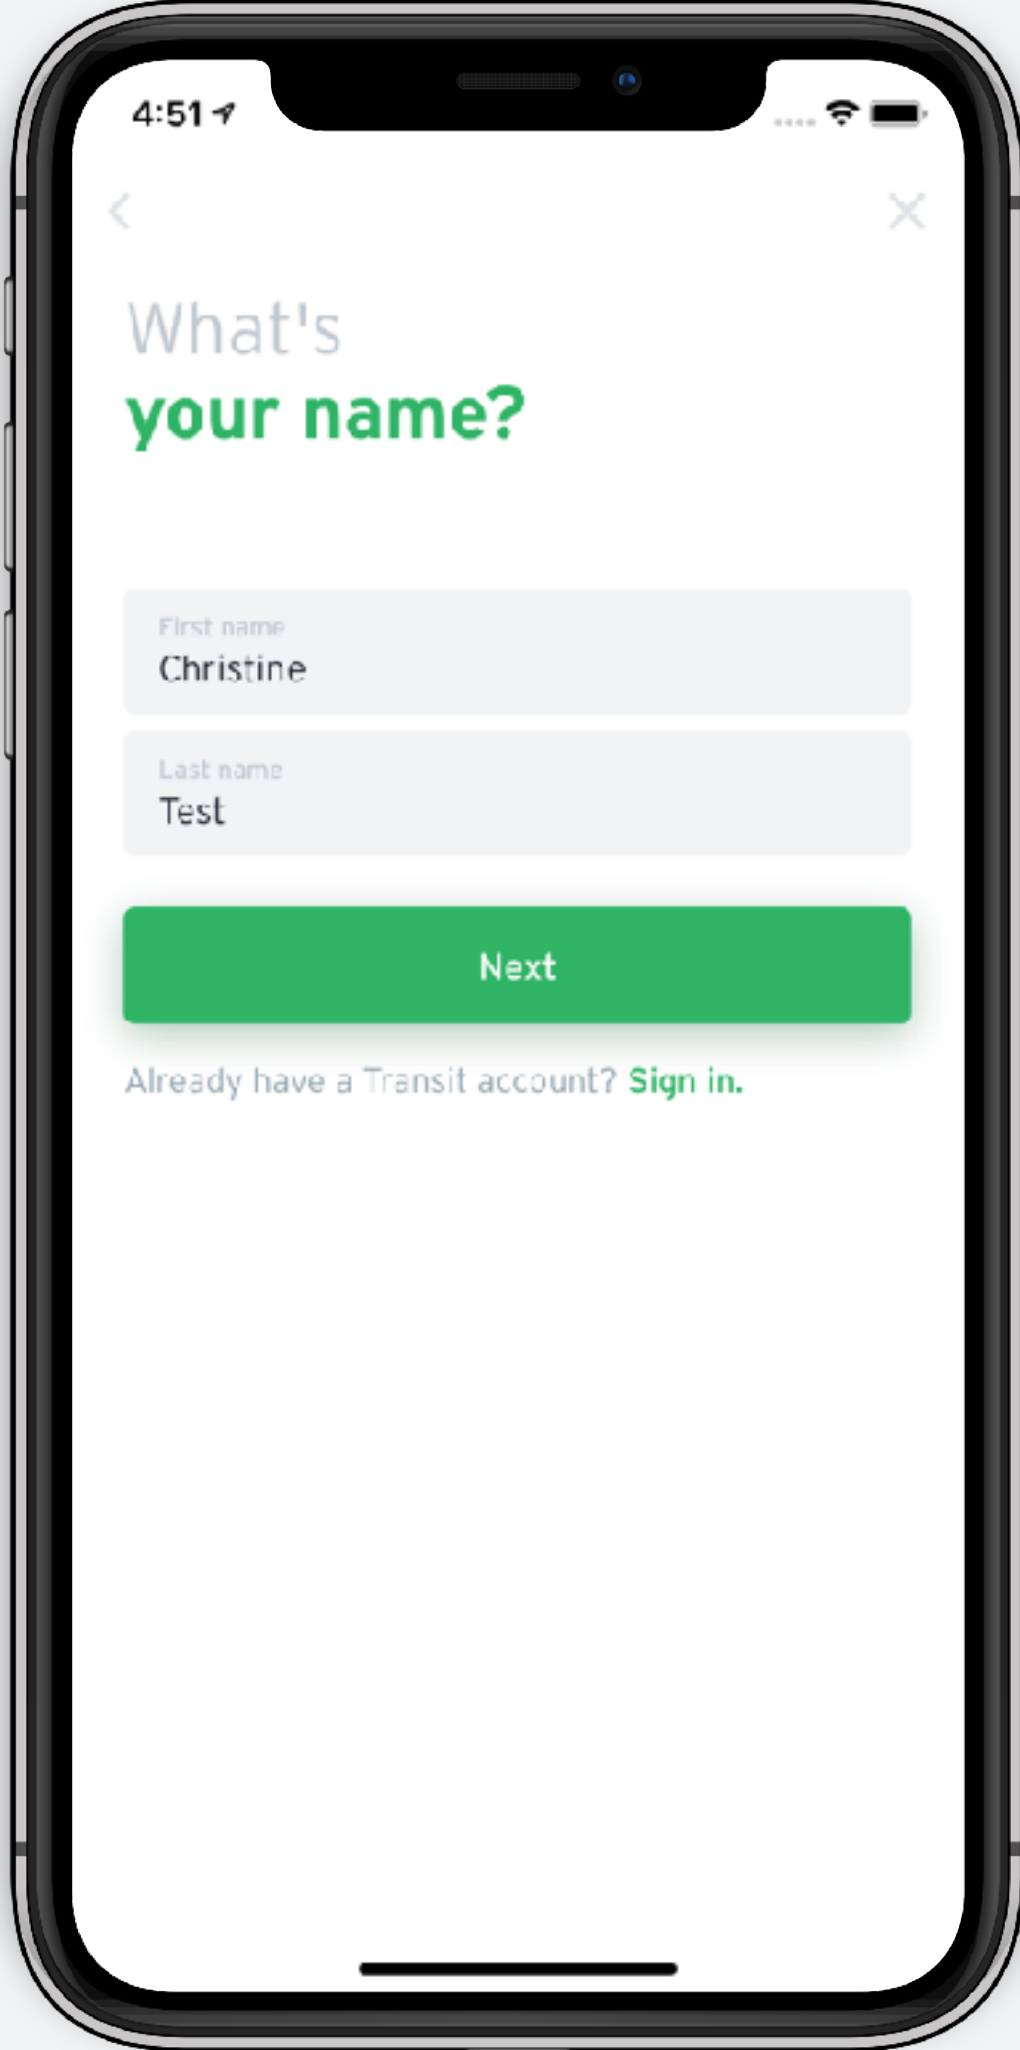 4:51
What's
your name?
First name
Christine
Last name
Test
Next
Already have a Transit account? Sign in.